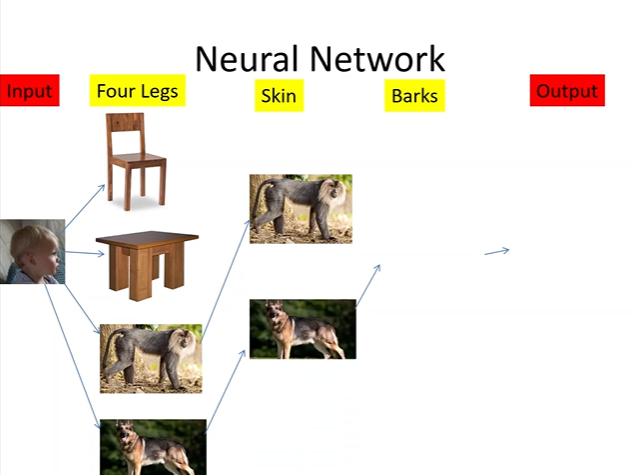 Neural Network
Input
Four Legs
Skin
Barks
Output